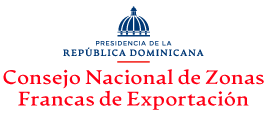 PRESIDENCIA DE LA
REPÚBLICA DOMINICANA
Consejo Nacional de Zonas
Francas de Exportación